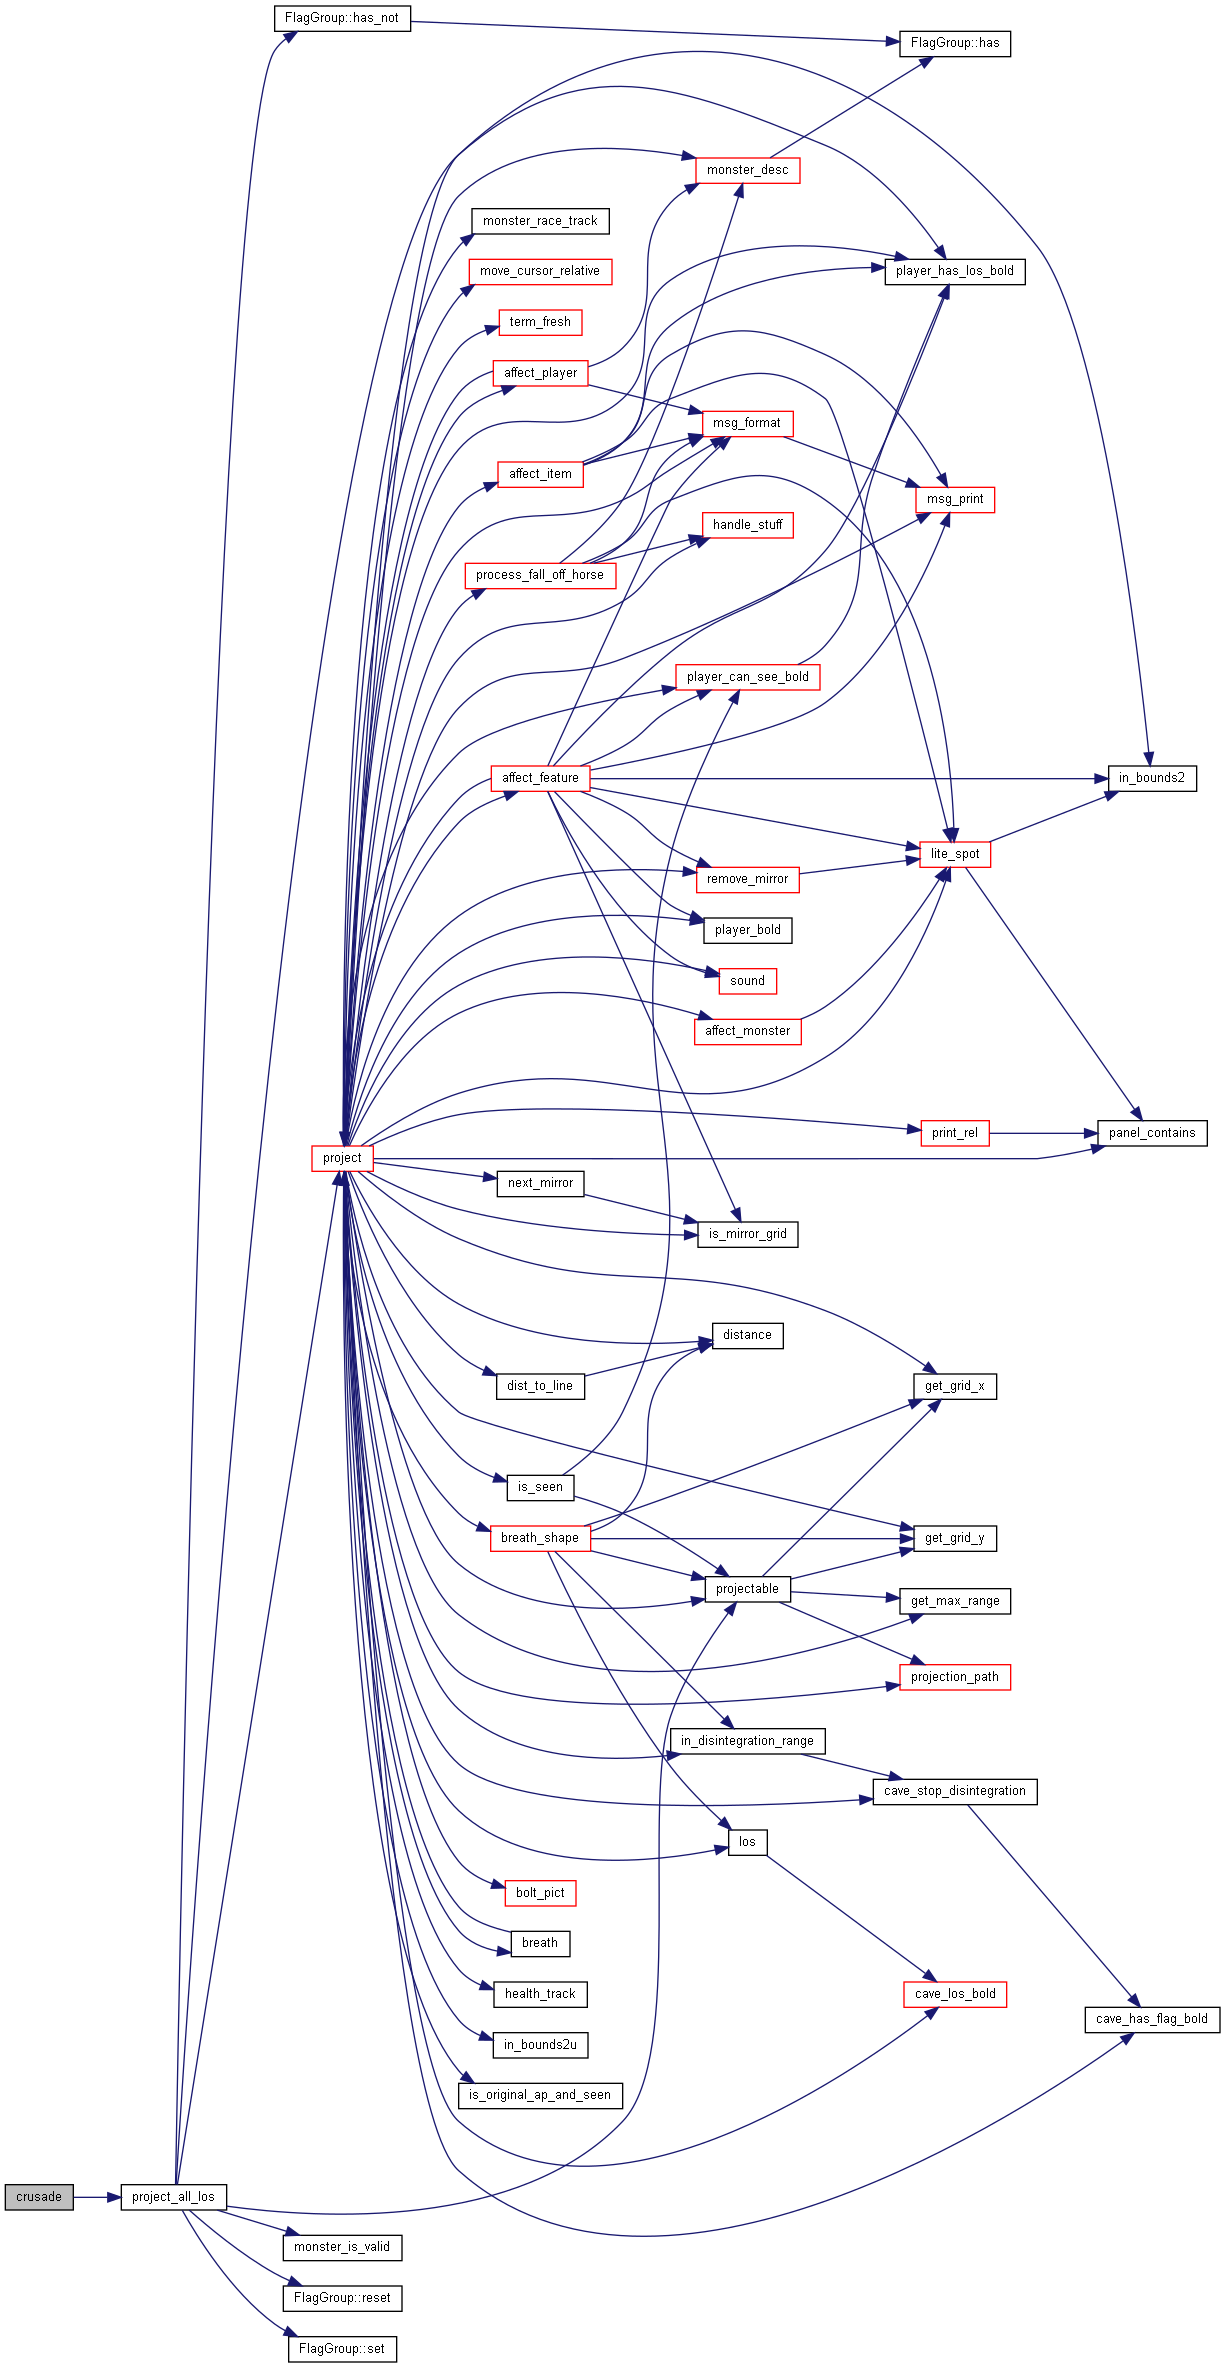 FlagGroup::has_not
FlagGroup::has
monster_desc
monster_race_track
move_cursor_relative
player_has_los_bold
term_fresh
affect_player
msg_format
affect_item
msg_print
handle_stuff
process_fall_off_horse
player_can_see_bold
affect_feature
in_bounds2
lite_spot
remove_mirror
player_bold
sound
affect_monster
print_rel
panel_contains
project
next_mirror
is_mirror_grid
distance
dist_to_line
get_grid_x
is_seen
breath_shape
get_grid_y
projectable
get_max_range
projection_path
in_disintegration_range
cave_stop_disintegration
los
bolt_pict
breath
health_track
cave_los_bold
cave_has_flag_bold
in_bounds2u
is_original_ap_and_seen
crusade
project_all_los
monster_is_valid
FlagGroup::reset
FlagGroup::set